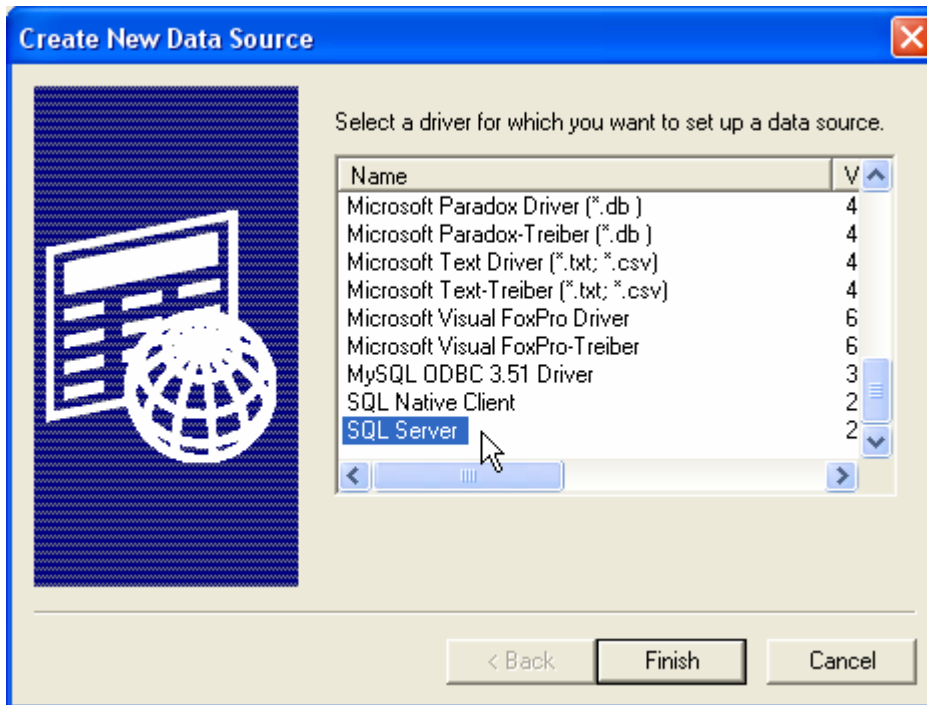 Create New Data Source
Select a driver for which you want to set up a data source.
Name V
Microsoft Paradox Driver (*.db ) 4
Microsoft Paradox-Treiber (*.db ) 4
Microsoft Text Driver (*.txt; *.csv) 4
Microsoft Text-Treiber (*.txt; *.csv) 4
Microsoft Visual FoxPro Driver 6
Microsoft Visual FoxPro-Treiber 6
MySQL ODBC 3.51 Driver 3
SQL Native Client 2
SQL Server 2
< Back Finish Cancel